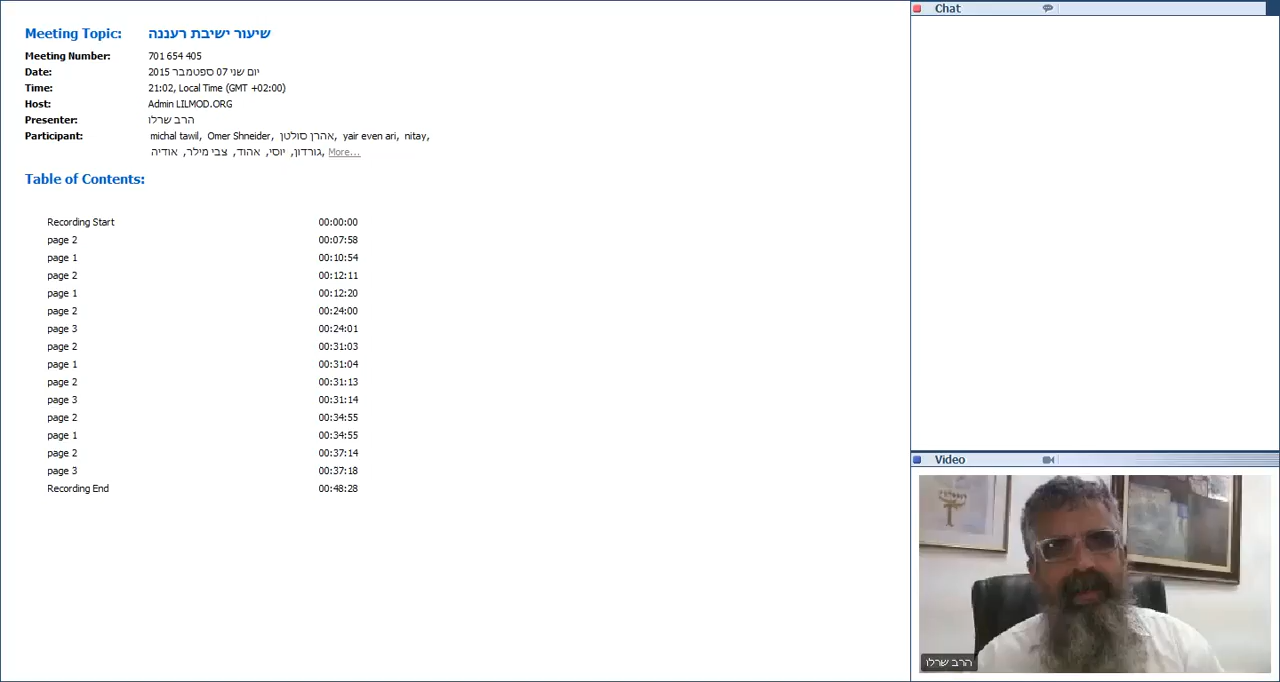 Meeting Topic: שיעור ישיבת רעננה
Meeting Number: 701 654 405
Date: יום שני 07 ספטמבר 2015
Time: 21:02, Local Time (GMT +02:00)
Host: Admin LILMOD.ORG
Presenter: הרב שרלו
Participant: michal tawil, Omer Shneider, אהרן סולטן, yair even ari, nitay,
גורדון, יוסי, אהוד, צבי מילר, אודיה, More...
Table of Contents:
Recording Start 00:00:00
page 2 00:07:58
page 1 00:10:54
page 2 00:12:11
page 1 00:12:20
page 2 00:24:00
page 3 00:24:01
page 2 00:31:03
page 1 00:31:04
page 2 00:31:13
page 3 00:31:14
page 2 00:34:55
page 1 00:34:55
page 2 00:37:14
page 3 00:37:18
Recording End 00:48:28
Chat
Video
הרב שרלו